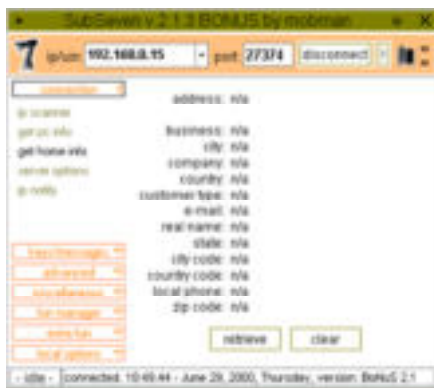 SubSeven v 2.1.3 BONUS by mobman
ip/uin: 192.168.0.15 port: 27374 disconnect
connection
ip scanner
get pc info
get home info
server options
ip notify
keys/messages
advanced
miscellaneous
fun manager
extra fun
local options
address: n/a
business: n/a
city: n/a
company: n/a
country: n/a
customer type: n/a
e-mail: n/a
real name: n/a
state: n/a
city code: n/a
country code: n/a
local phone: n/a
zip code: n/a
retrieve clear
- idle - connected. 10:49:44 - June 29, 2000, Thursday, version: BoNuS 2.1